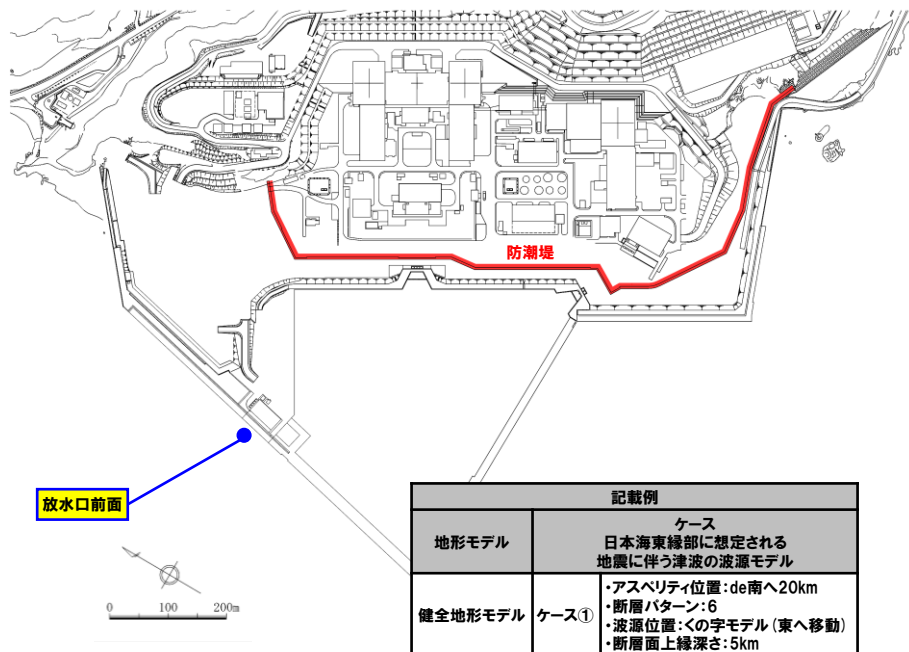 防潮堤
放水口前面
0 100 200m
記載例
地形モデル
ケース
日本海東縁部に想定される
地震に伴う津波の波源モデル
健全地形モデル
ケース①
・アスペリティ位置:de南へ20km
・断層パターン:6
・波源位置:くの字モデル(東へ移動)
・断層面上縁深さ:5km